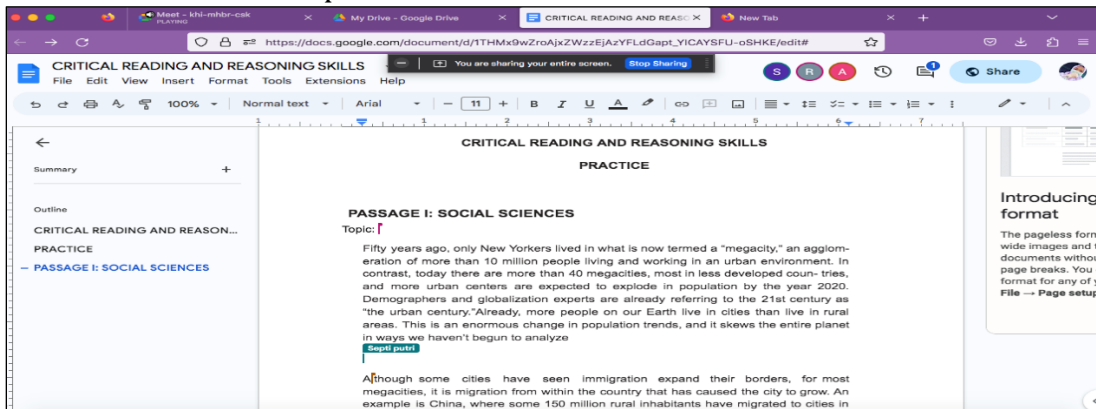 Meet – khi-mhbr-csk
PLAYING
My Drive - Google Drive
CRITICAL READING AND REASO
New Tab
https://docs.google.com/document/d/1THMx9wZroAjxZWzzEjAzYFLdGapt_YICAYSFU-oSHKE/edit#
CRITICAL READING AND REASONING SKILLS
You are sharing your entire screen.
Stop Sharing
S R A
1
Share
File Edit View Insert Format Tools Extensions Help
100% Normal text Arial 11 B I U A
1 1 2 3 4 5 6 7
Summary
Outline
CRITICAL READING AND REASON...
PRACTICE
PASSAGE I: SOCIAL SCIENCES
CRITICAL READING AND REASONING SKILLS
PRACTICE
PASSAGE I: SOCIAL SCIENCES
Topic:
Fifty years ago, only New Yorkers lived in what is now termed a “megacity,” an agglom-
eration of more than 10 million people living and working in an urban environment. In
contrast, today there are more than 40 megacities, most in less developed coun- tries,
and more urban centers are expected to explode in population by the year 2020.
Demographers and globalization experts are already referring to the 21st century as
“the urban century.”Already, more people on our Earth live in cities than live in rural
areas. This is an enormous change in population trends, and it skews the entire planet
in ways we haven’t begun to analyze
Septi putri
Although some cities have seen immigration expand their borders, for most
megacities, it is migration from within the country that has caused the city to grow. An
example is China, where some 150 million rural inhabitants have migrated to cities in
Introducing
format
The pageless form
wide images and t
documents withou
page breaks. You
format for any of y
File → Page setup